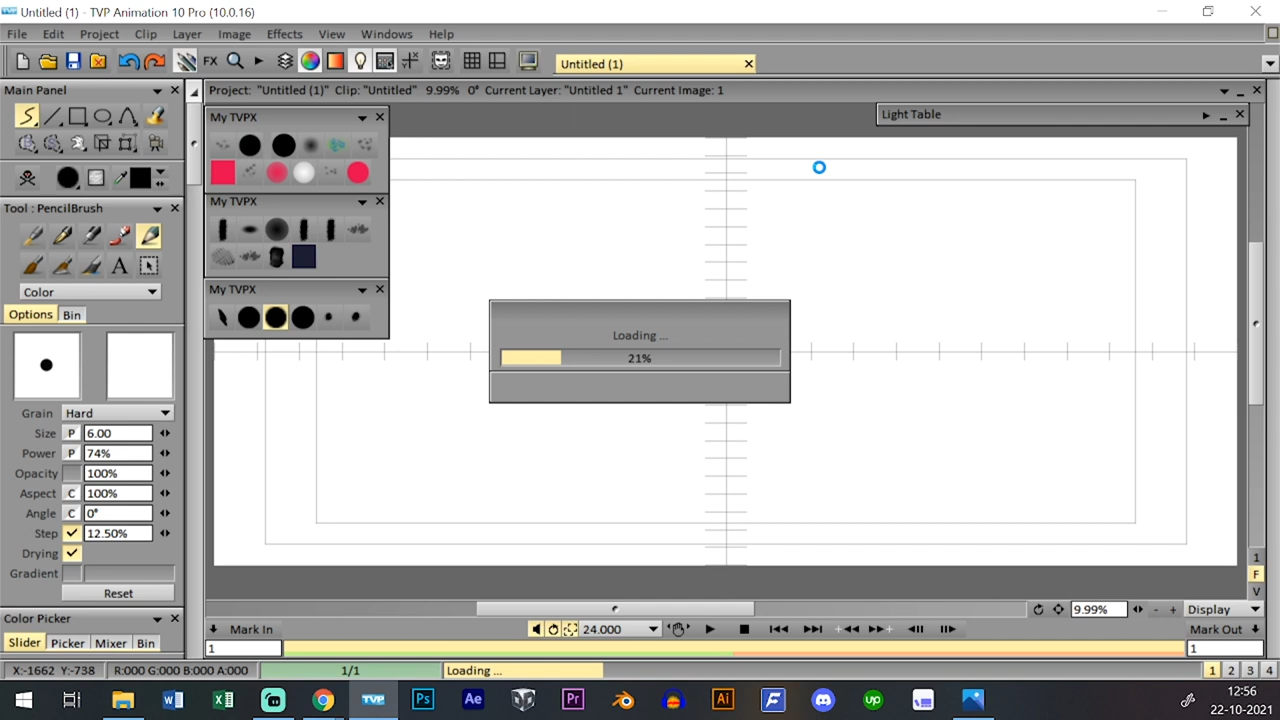 Untitled (1) - TVP Animation 10 Pro (10.0.16)
File Edit Project Clip Layer Image Effects View Windows Help
FX
Untitled (1)
Main Panel
Project: "Untitled (1)" Clip: "Untitled" 9.99% 0° Current Layer: "Untitled 1" Current Image: 1
My TVPX
Light Table
My TVPX
Tool : PencilBrush
A
Color
My TVPX
Options Bin
Loading ...
21%
Grain Hard
Size P 6.00
Power P 74%
Opacity 100%
Aspect C 100%
Angle C 0°
Step 12.50%
Drying
Gradient
Reset
1
F
V
Color Picker
9.99% - + Display
Slider Picker Mixer Bin
Mark In 24.000 Mark Out
1 1
X:-1662 Y:-738 R:000 G:000 B:000 A:000 1/1 Loading ... 1 2 3 4
TVP Ps Ae Pr Ai F up
12:56
22-10-2021